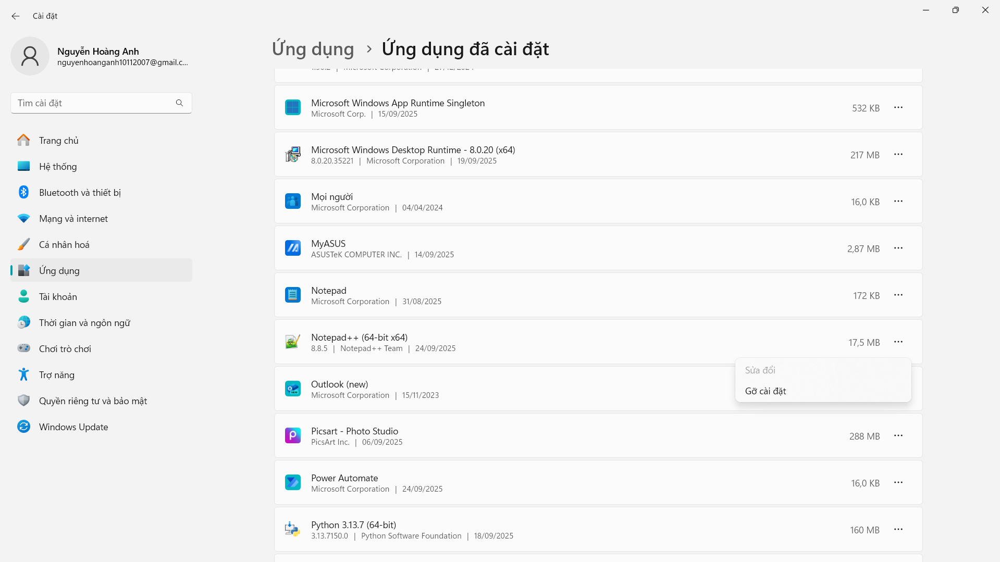 Cài đặt
Nguyễn Hoàng Anh
nguyenhoanganh10112007@gmail.c...
Tìm cài đặt
Trang chủ
Hệ thống
Bluetooth và thiết bị
Mạng và internet
Cá nhân hoá
Ứng dụng
Tài khoản
Thời gian và ngôn ngữ
Chơi trò chơi
Trợ năng
Quyền riêng tư và bảo mật
Windows Update
Ứng dụng › Ứng dụng đã cài đặt
Microsoft Corporation | 27/12/2024
Microsoft Windows App Runtime Singleton
Microsoft Corp. | 15/09/2025
532 KB
Microsoft Windows Desktop Runtime - 8.0.20 (x64)
8.0.20.35221 | Microsoft Corporation | 19/09/2025
217 MB
Mọi người
Microsoft Corporation | 04/04/2024
16,0 KB
MyASUS
ASUSTeK COMPUTER INC. | 14/09/2025
2,87 MB
Notepad
Microsoft Corporation | 31/08/2025
172 KB
Notepad++ (64-bit x64)
8.8.5 | Notepad++ Team | 24/09/2025
17,5 MB
Sửa đổi
Gỡ cài đặt
Outlook (new)
Microsoft Corporation | 15/11/2023
Picsart - Photo Studio
PicsArt Inc. | 06/09/2025
288 MB
Power Automate
Microsoft Corporation | 24/09/2025
16,0 KB
Python 3.13.7 (64-bit)
3.13.7150.0 | Python Software Foundation | 18/09/2025
160 MB